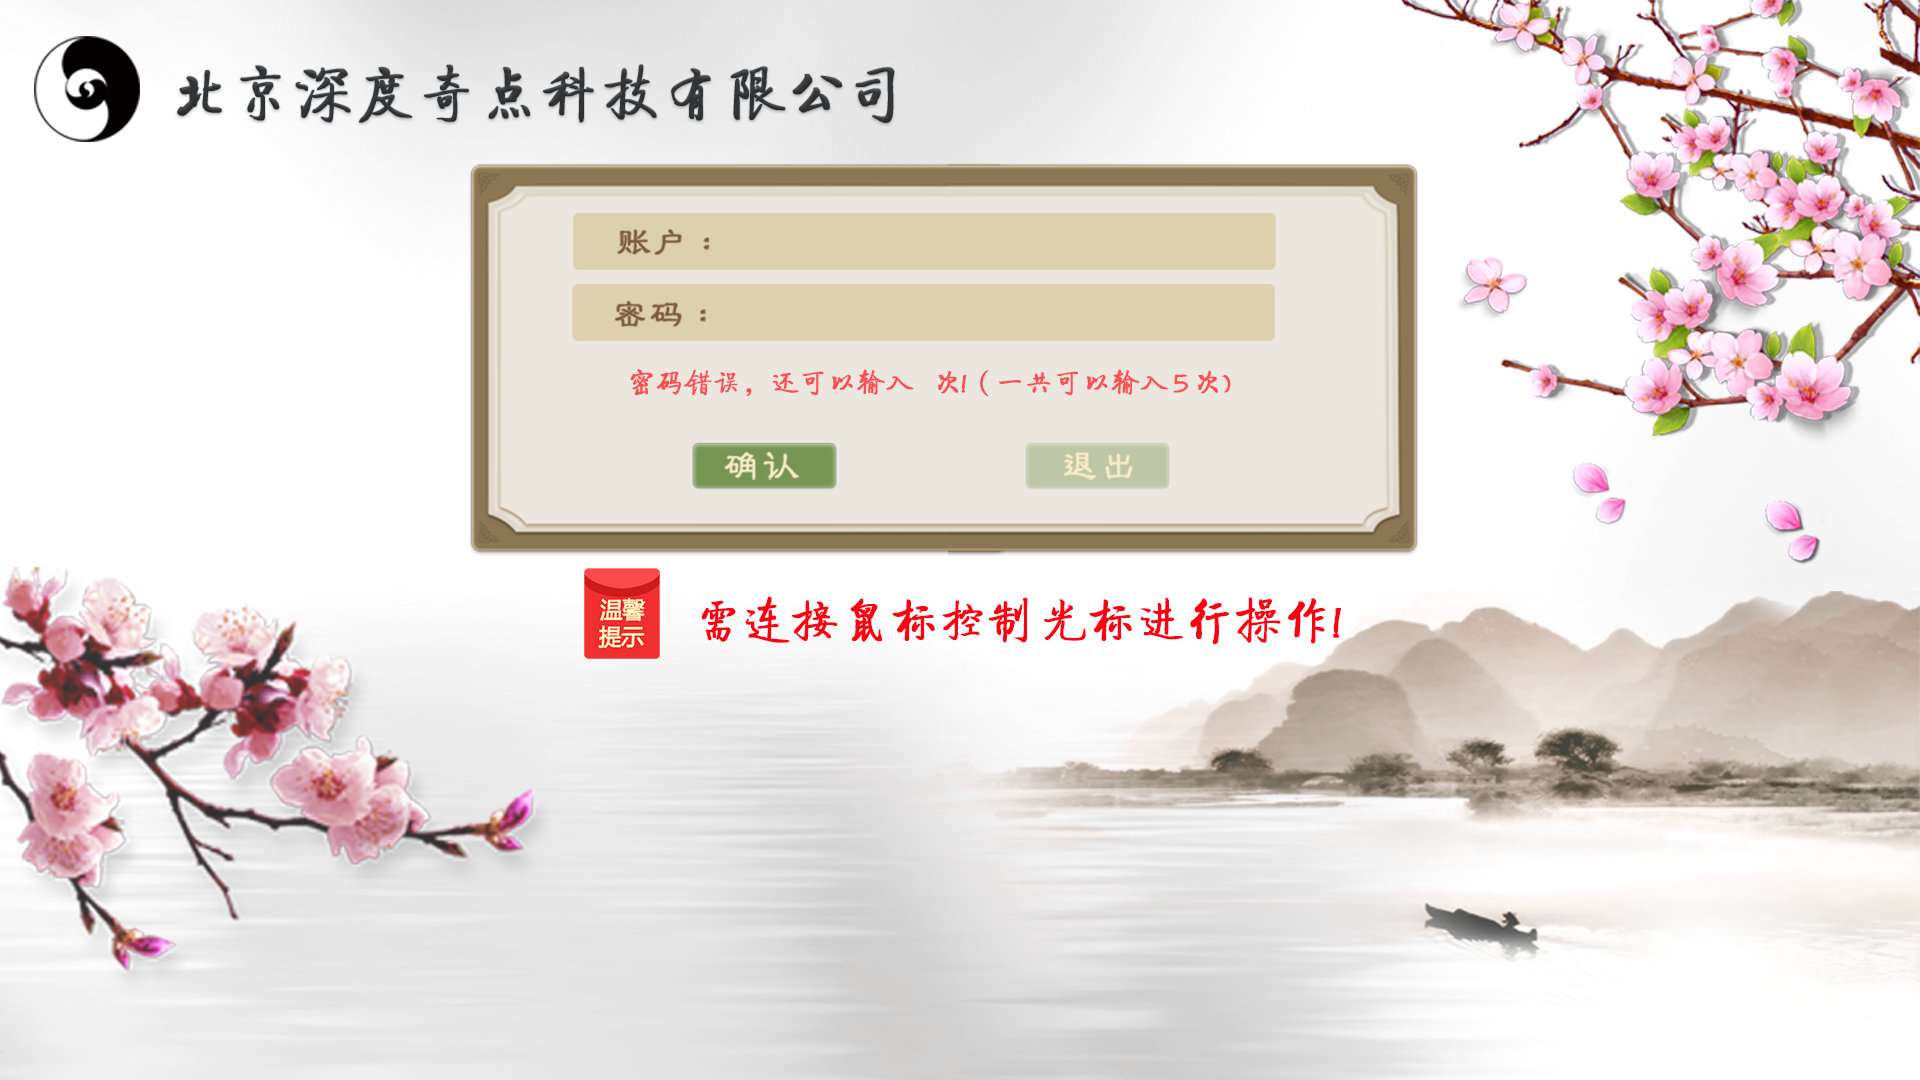 北京深度奇点科技有限公司
账户：
密码：
密码错误，还可以输入 次!（一共可以输入5次）
确认
退出
温馨
提示
需连接鼠标控制光标进行操作!